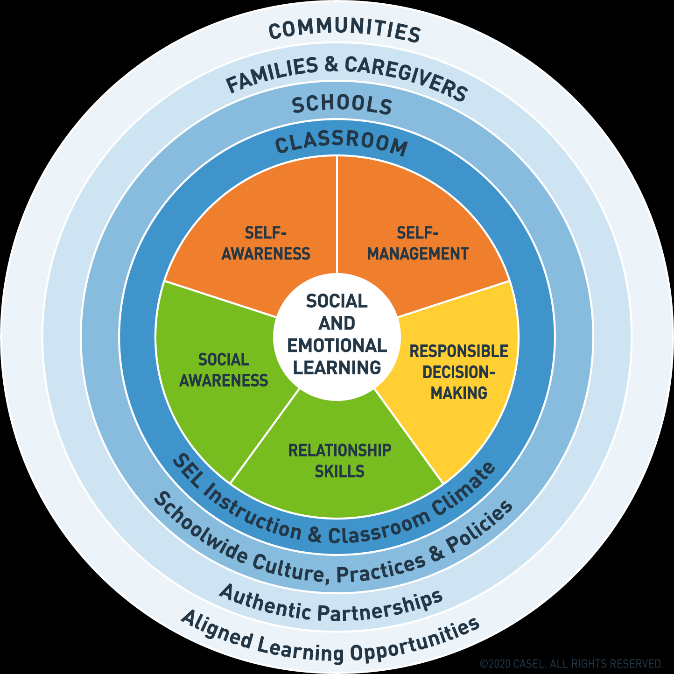 COMMUNITIES
FAMILIES & CAREGIVERS
SCHOOLS
CLASSROOM
SELF-
AWARENESS
SELF-
MANAGEMENT
SOCIAL
AND
EMOTIONAL
LEARNING
SOCIAL
AWARENESS
RESPONSIBLE
DECISION-
MAKING
RELATIONSHIP
SKILLS
SEL Instruction & Classroom Climate
Schoolwide Culture, Practices & Policies
Authentic Partnerships
Aligned Learning Opportunities
©2020 CASEL. ALL RIGHTS RESERVED.